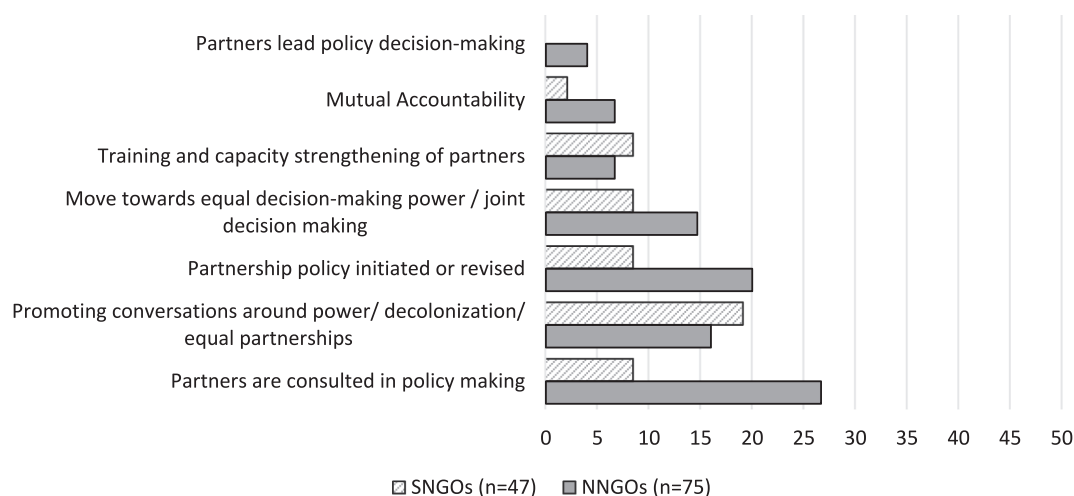 Partners lead policy decision-making
Mutual Accountability
Training and capacity strengthening of partners
Move towards equal decision-making power / joint
decision making
Partnership policy initiated or revised
Promoting conversations around power/ decolonization/
equal partnerships
Partners are consulted in policy making
0 5 10 15 20 25 30 35 40 45 50
SNGOs (n=47) NNGOs (n=75)